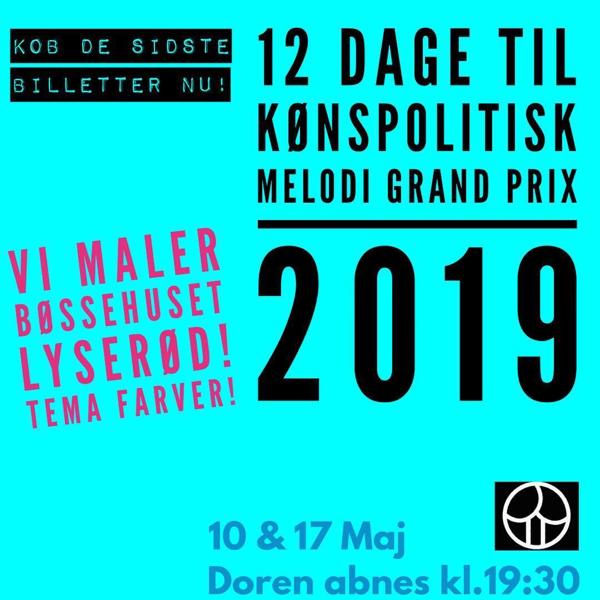 KOB DE SIDSTE
BILLETTER NU!
12 DAGE TIL
KØNSPOLITISK
MELODI GRAND PRIX
2019
VI MALER
BØSSEHUSET
LYSERØD!
TEMA FARVER!
10 & 17 Maj
Doren abnes kl.19:30